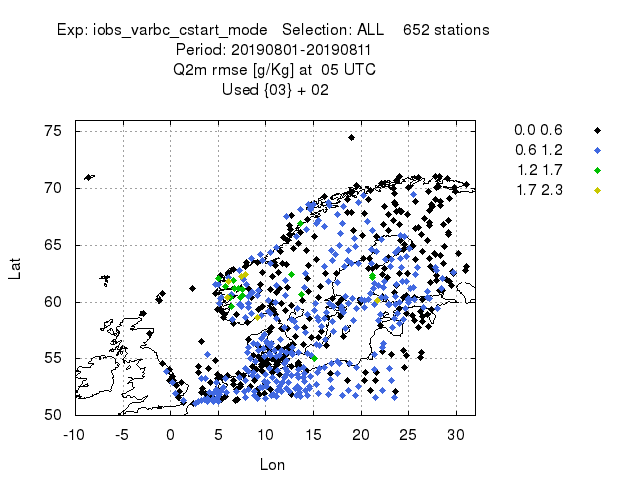 Exp: iobs_varbc_cstart_mode Selection: ALL 652 stations
Period: 20190801-20190811
Q2m rmse [g/Kg] at 05 UTC
Used {03} + 02
0.0 0.6
0.6 1.2
1.2 1.7
1.7 2.3
75
70
65
60
55
50
Lat
-10 -5 0 5 10 15 20 25 30
Lon